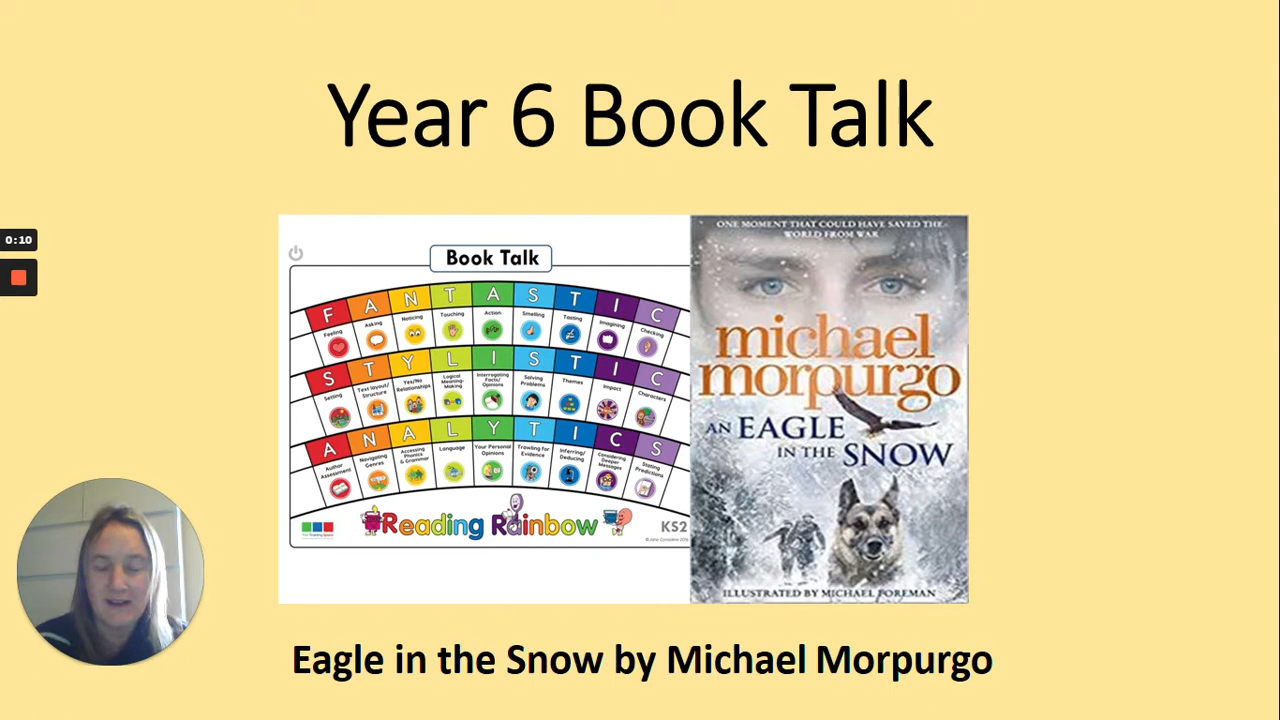 Year 6 Book Talk
0:10
Book Talk
F A N T A S T I C
Feeling Asking Noticing Touching Action Smelling Tasting Imagining Checking
S T Y L I S T I C
Setting Text layout/ Structure Yes/No Relationships Logical Meaning- Making Interrogating Facts/ Opinions Solving Problems Themes Impact Characters
A N A L Y T I C S
Author Assessment Navigating Genres Accessing Phonics & Grammar Language Your Personal Opinions Trawling for Evidence Inferring/ Deducing Considering Deeper Messages Stating Predictions
The Training Space
Reading Rainbow
KS2
ONE MOMENT THAT COULD HAVE SAVED THE
WORLD FROM WAR
michael
morpurgo
AN EAGLE
IN THE SNOW
ILLUSTRATED BY MICHAEL FOREMAN
Eagle in the Snow by Michael Morpurgo